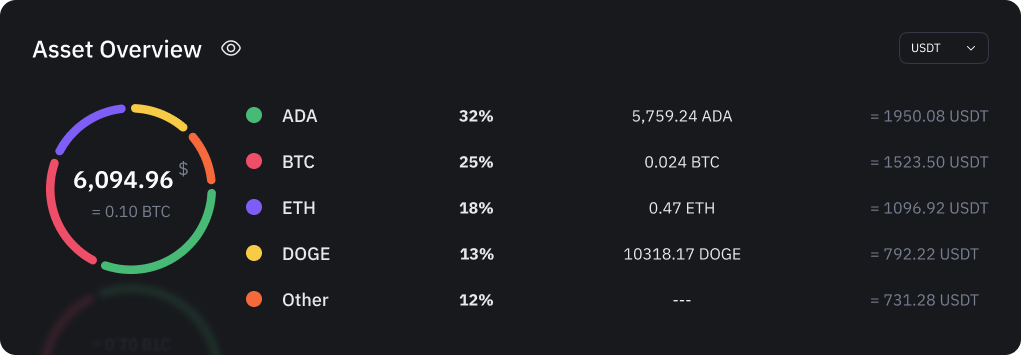 Asset Overview
USDT
6,094.96 $
= 0.10 BTC
ADA 32% 5,759.24 ADA = 1950.08 USDT
BTC 25% 0.024 BTC = 1523.50 USDT
ETH 18% 0.47 ETH = 1096.92 USDT
DOGE 13% 10318.17 DOGE = 792.22 USDT
Other 12% --- = 731.28 USDT